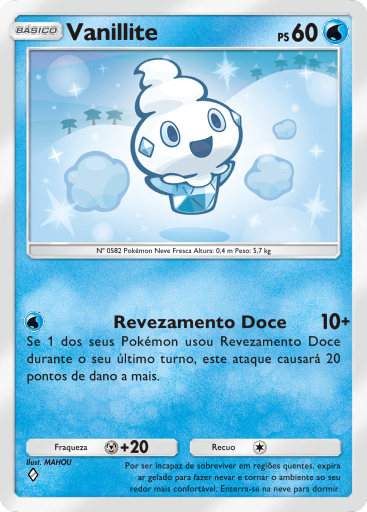 BÁSICO Vanillite PS 60
Nº 0582 Pokémon Neve Fresca Altura: 0,4 m Peso: 5,7 kg
Revezamento Doce 10+
Se 1 dos seus Pokémon usou Revezamento Doce
durante o seu último turno, este ataque causará 20
pontos de dano a mais.
Fraqueza +20 Recuo
Ilust. MAHOU
Por ser incapaz de sobreviver em regiões quentes, expira
ar gelado para fazer nevar e tornar o ambiente ao seu
redor mais confortável. Enterra-se na neve para dormir.